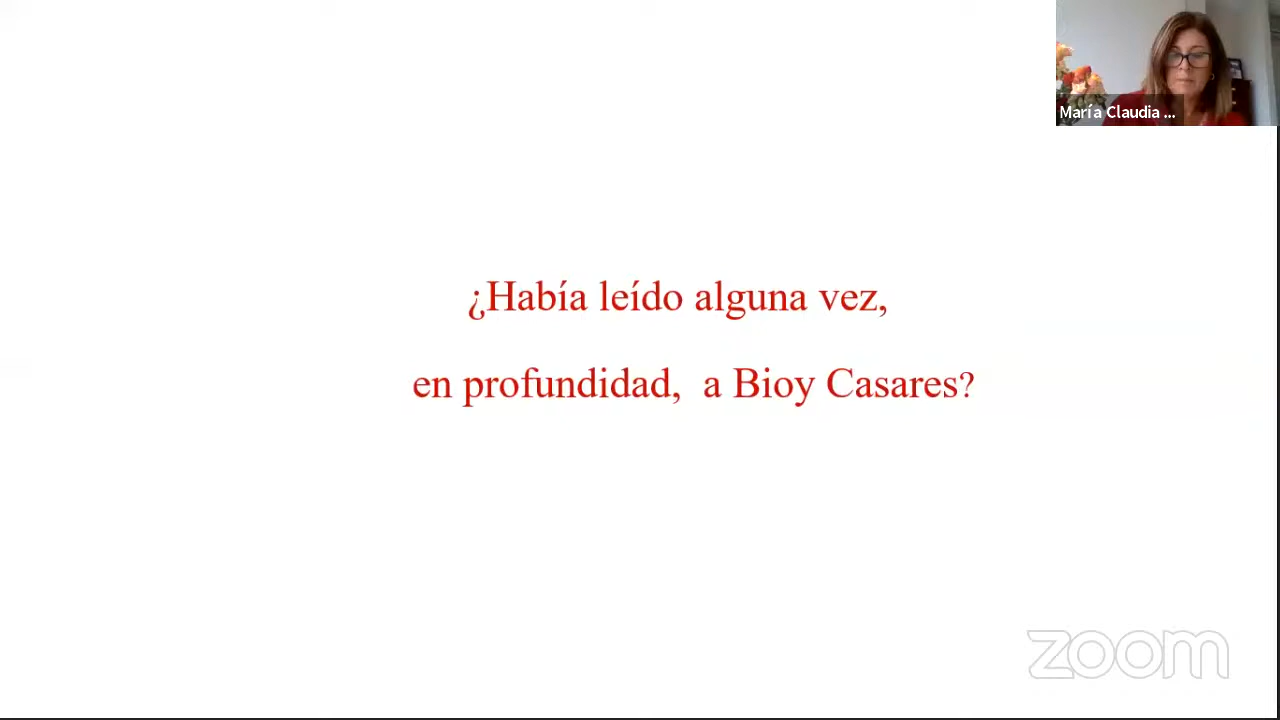 María Claudia ...
¿Había leído alguna vez,
en profundidad, a Bioy Casares?
zoom